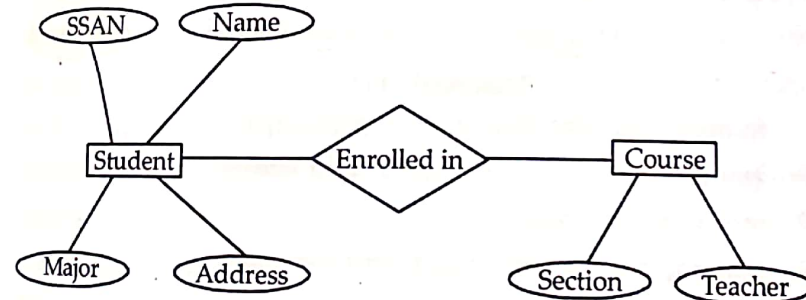 SSAN
Name
Student
Enrolled in
Course
Major
Address
Section
Teacher